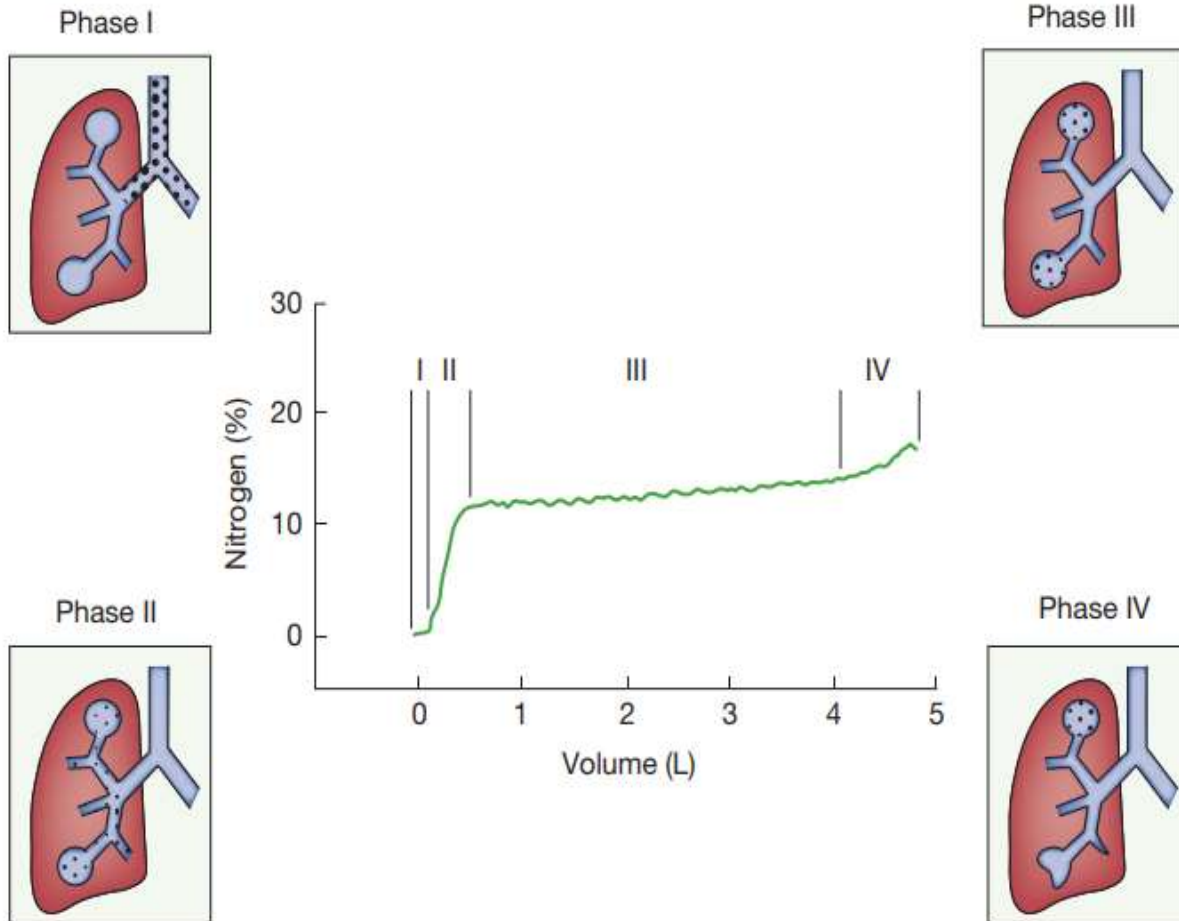 Phase I
Phase III
30
I II III IV
20
Nitrogen (%)
10
Phase II
Phase IV
0
0 1 2 3 4 5
Volume (L)